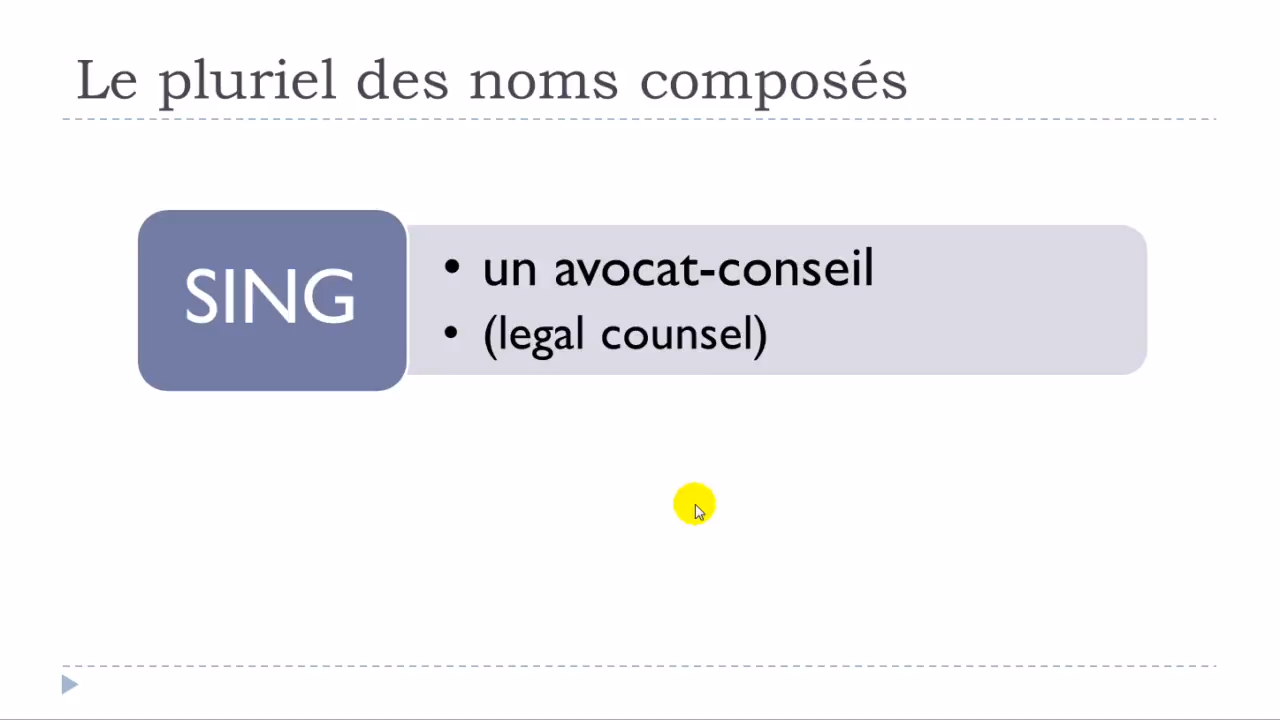 Le pluriel des noms composés
SING
• un avocat-conseil
• (legal counsel)